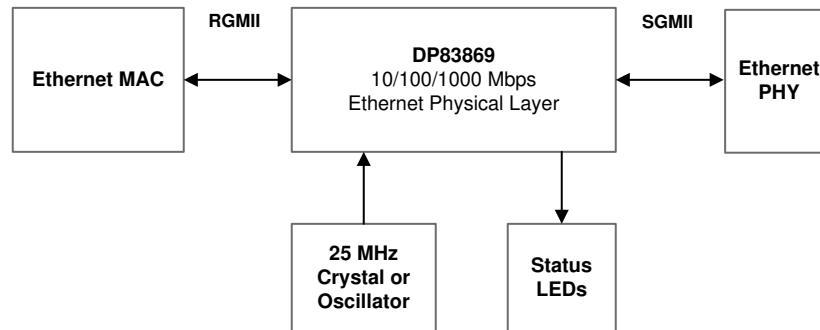 RGMII
SGMII
Ethernet MAC
DP83869
10/100/1000 Mbps
Ethernet Physical Layer
Ethernet
PHY
25 MHz
Crystal or
Oscillator
Status
LEDs